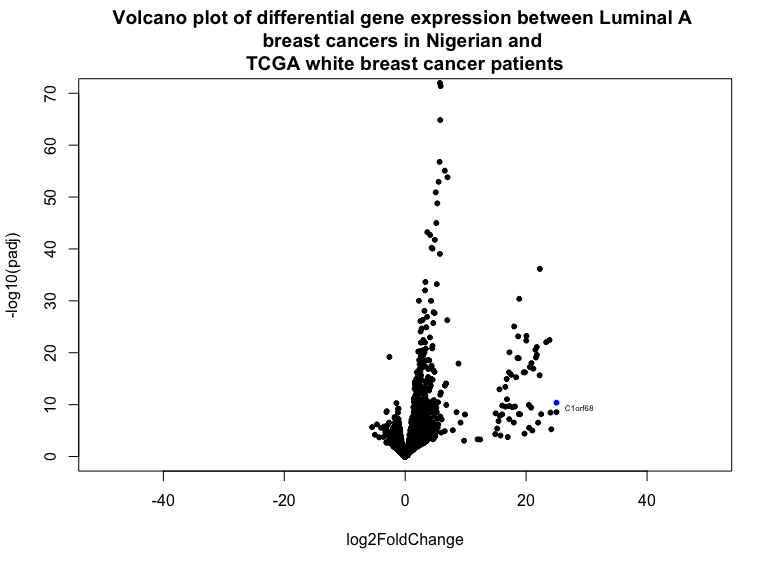 Volcano plot of differential gene expression between Luminal A
breast cancers in Nigerian and
TCGA white breast cancer patients
70
60
50
40
30
20
10
0
-log10(padj)
C1orf68
-40 -20 0 20 40
log2FoldChange